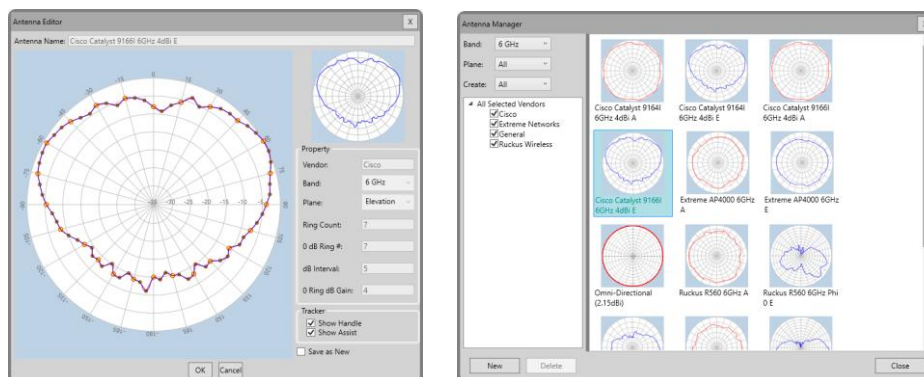 Antenna Editor
X
Antenna Name: Cisco Catalyst 9166I 6GHz 4dBi E
Property
Vendor: Cisco
Band: 6 GHz
Plane: Elevation
Ring Count: 7
0 dB Ring #: 7
dB Interval: 5
0 Ring dB Gain: 4
Tracker
Show Handle
Show Assist
Save as New
OK
Cancel
Antenna Manager
Band: 6 GHz
Plane: All
Create: All
All Selected Vendors
Cisco
Extreme Networks
General
Ruckus Wireless
Cisco Catalyst 9164I
6GHz 4dBi A
Cisco Catalyst 9164I
6GHz 4dBi E
Cisco Catalyst 9166I
6GHz 4dBi A
Cisco Catalyst 9166I
6GHz 4dBi E
Extreme AP4000 6GHz
A
Extreme AP4000 6GHz
E
Omni-Directional
(2.15dBi)
Ruckus R560 6GHz A
Ruckus R560 6GHz Phi
0 E
New
Delete
Close